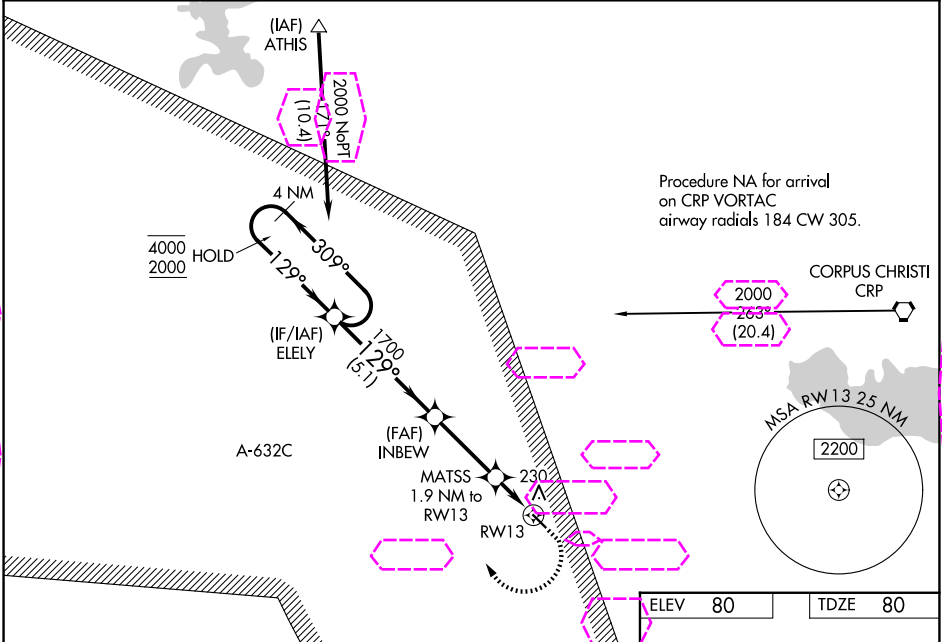 (IAF)
ATHIS
2000 NoPT
171°
(10.4)
4 NM
4000
2000
HOLD
309°
129°
Procedure NA for arrival
on CRP VORTAC
airway radials 184 CW 305.
CORPUS CHRISTI
CRP
2000
263°
(20.4)
(IF/IAF)
ELELY
1700
129°
(5.1)
(FAF)
INBEW
A-632C
MATSS
1.9 NM to
RW13
230
RW13
MSA RW13 25 NM
2200
ELEV 80
TDZE 80